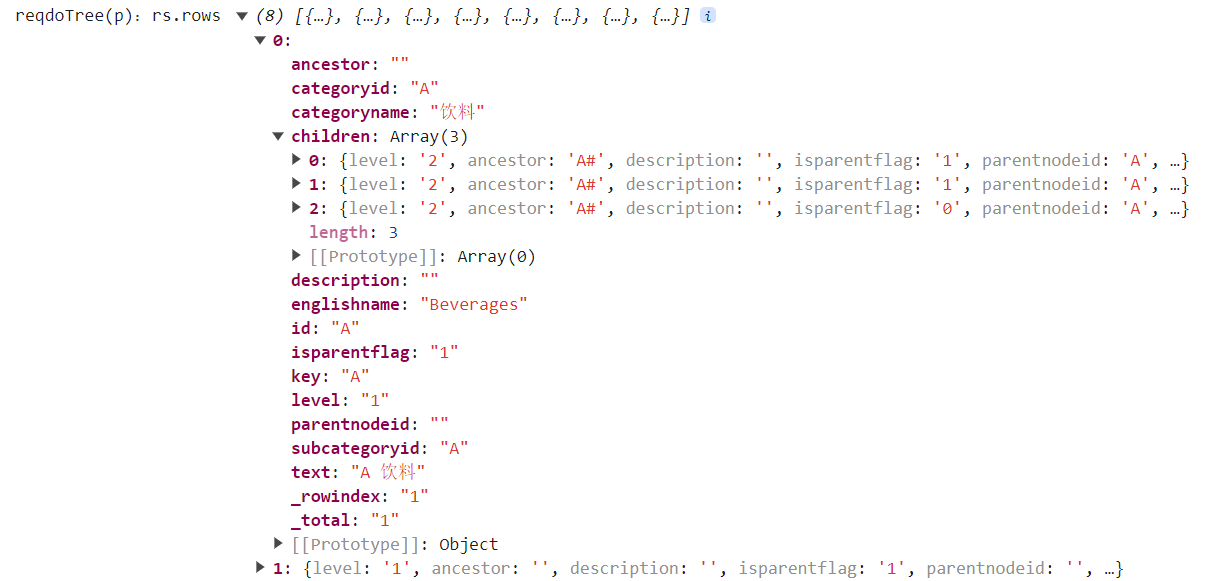 reqdoTree(p): rs.rows ▼ (8) [{…}, {…}, {…}, {…}, {…}, {…}, {…}, {…}] i
▼ 0:
ancestor: ""
categoryid: "A"
categoryname: "饮料"
▼ children: Array(3)
▶ 0: {level: '2', ancestor: 'A#', description: '', isparentflag: '1', parentnodeid: 'A', …}
▶ 1: {level: '2', ancestor: 'A#', description: '', isparentflag: '1', parentnodeid: 'A', …}
▶ 2: {level: '2', ancestor: 'A#', description: '', isparentflag: '0', parentnodeid: 'A', …}
length: 3
▶ [[Prototype]]: Array(0)
description: ""
englishname: "Beverages"
id: "A"
isparentflag: "1"
key: "A"
level: "1"
parentnodeid: ""
subcategoryid: "A"
text: "A 饮料"
_rowindex: "1"
_total: "1"
▶ [[Prototype]]: Object
▶ 1: {level: '1', ancestor: '', description: '', isparentflag: '1', parentnodeid: '', …}